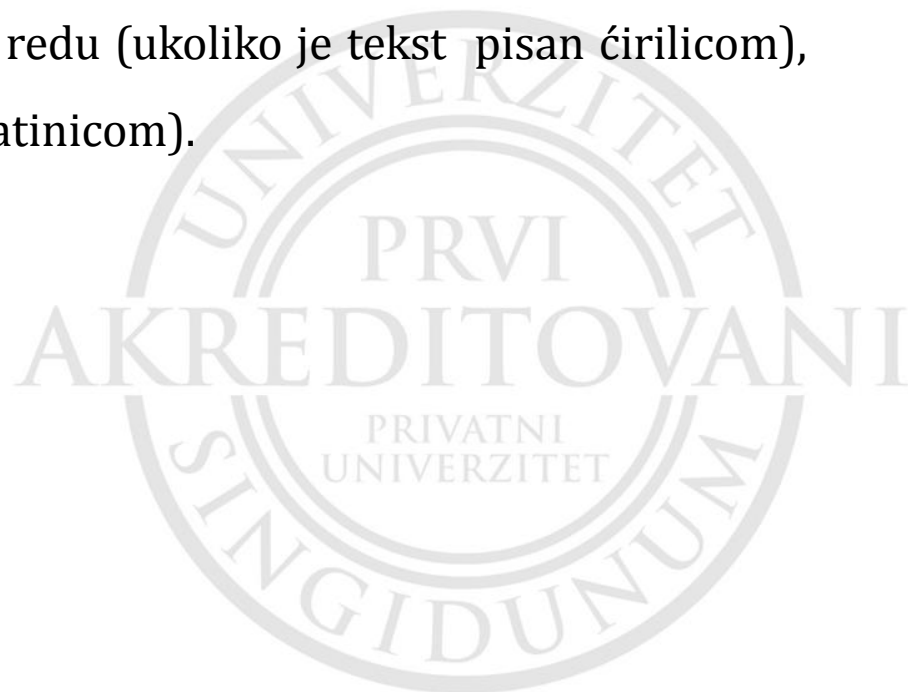 redu (ukoliko je tekst pisan ćirilicom),
atinicom).
UNIVERZITET
PRVI
AKREDITOVANI
PRIVATNI
UNIVERZITET
SINGIDUNUM